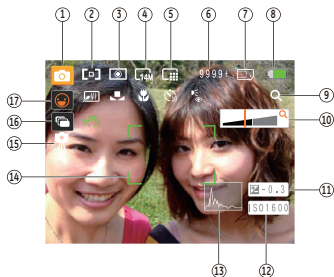 ① ② ③ ④ ⑤ ⑥ ⑦ ⑧
14M 9999+
⑰ ⑨
⑯ ⑩
⑮
⑭ -0.3 ⑪
ISO1600
⑬ ⑫